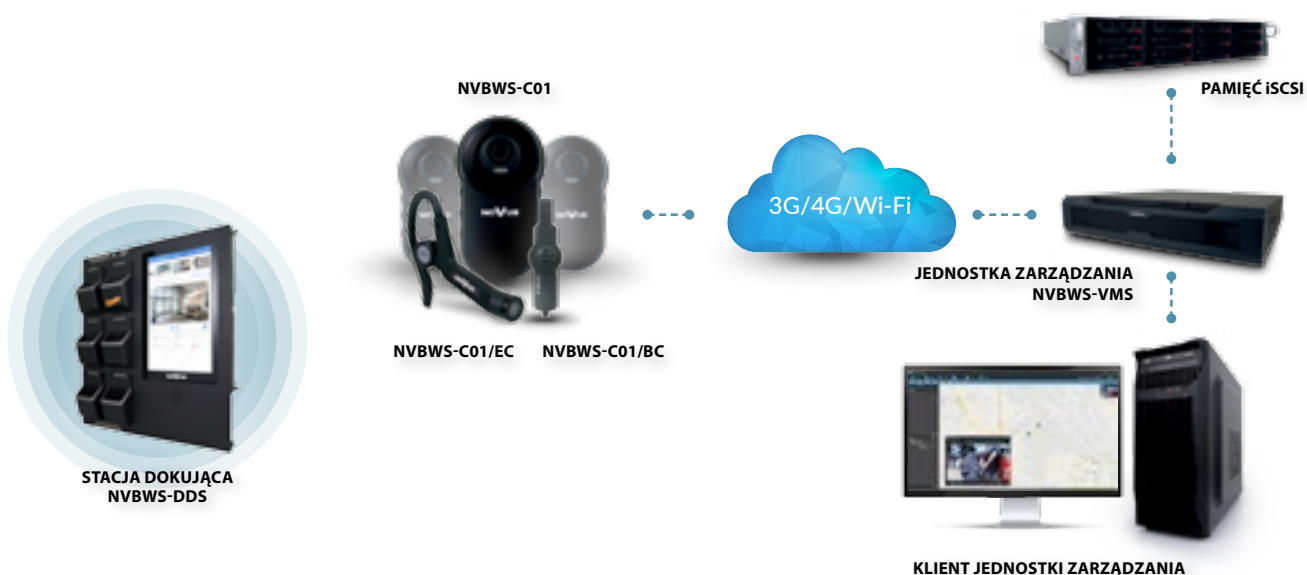 PAMIĘĆ iSCSI
NVBWS-C01
3G/4G/Wi-Fi
JEDNOSTKA ZARZĄDZANIA
NVBWS-VMS
NVBWS-C01/EC
NVBWS-C01/BC
STACJA DOKUJĄCA
NVBWS-DDS
KLIENT JEDNOSTKI ZARZĄDZANIA